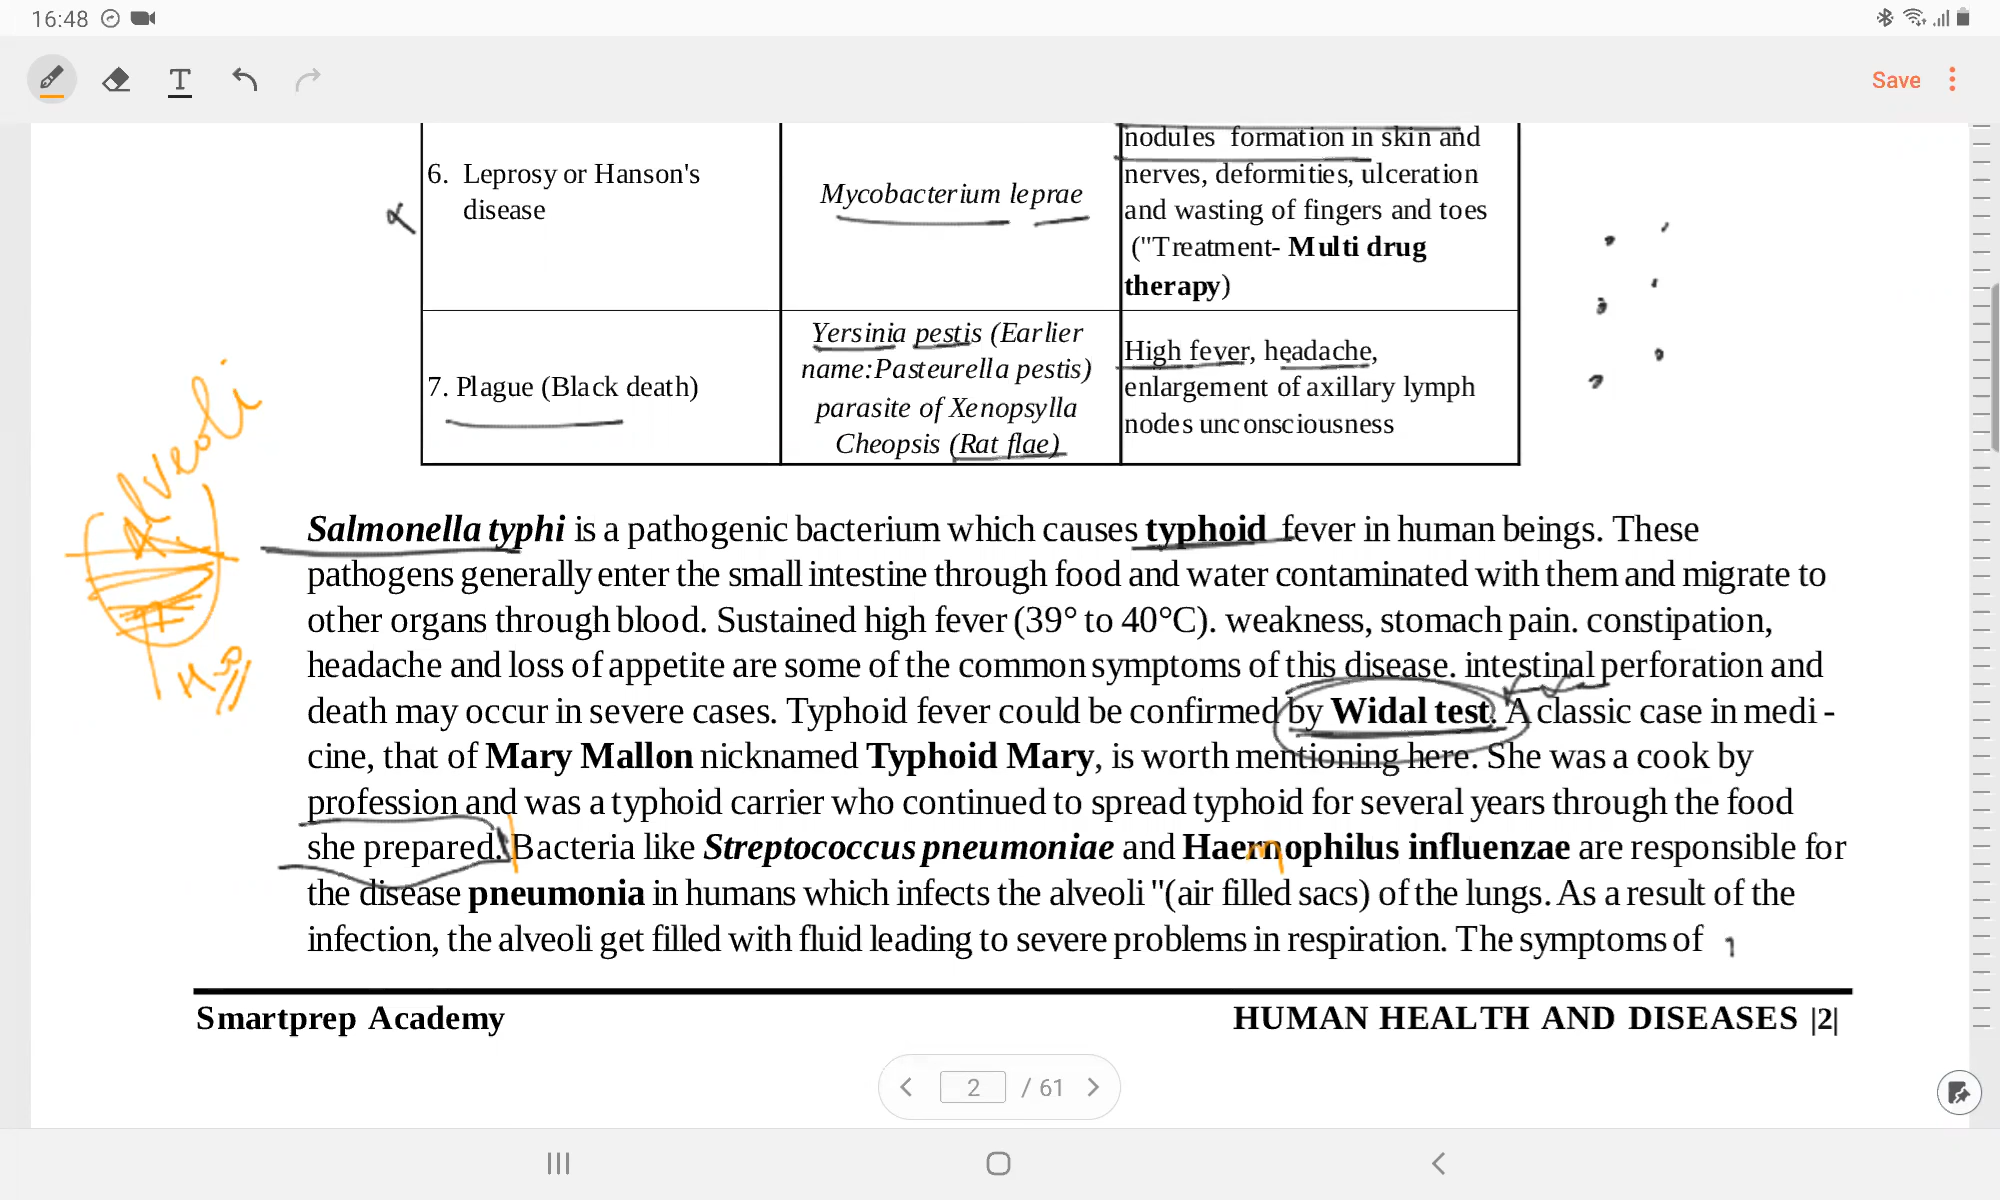 16:48
Save
nodules formation in skin and
6. Leprosy or Hanson's
disease
Mycobacterium leprae
nerves, deformities, ulceration
and wasting of fingers and toes
("Treatment- Multi drug
therapy)
7. Plague (Black death)
Yersinia pestis (Earlier
name:Pasteurella pestis)
parasite of Xenopsylla
Cheopsis (Rat flae)
High fever, headache,
enlargement of axillary lymph
nodes unconsciousness
alveoli
Salmonella typhi is a pathogenic bacterium which causes typhoid fever in human beings. These
pathogens generally enter the small intestine through food and water contaminated with them and migrate to
other organs through blood. Sustained high fever (39° to 40°C). weakness, stomach pain. constipation,
headache and loss of appetite are some of the common symptoms of this disease. intestinal perforation and
death may occur in severe cases. Typhoid fever could be confirmed by Widal test. A classic case in medi-
cine, that of Mary Mallon nicknamed Typhoid Mary, is worth mentioning here. She was a cook by
profession and was a typhoid carrier who continued to spread typhoid for several years through the food
she prepared. Bacteria like Streptococcus pneumoniae and Haemophilus influenzae are responsible for
the disease pneumonia in humans which infects the alveoli "(air filled sacs) of the lungs. As a result of the
infection, the alveoli get filled with fluid leading to severe problems in respiration. The symptoms of
Smartprep Academy
HUMAN HEALTH AND DISEASES |2|
2 / 61